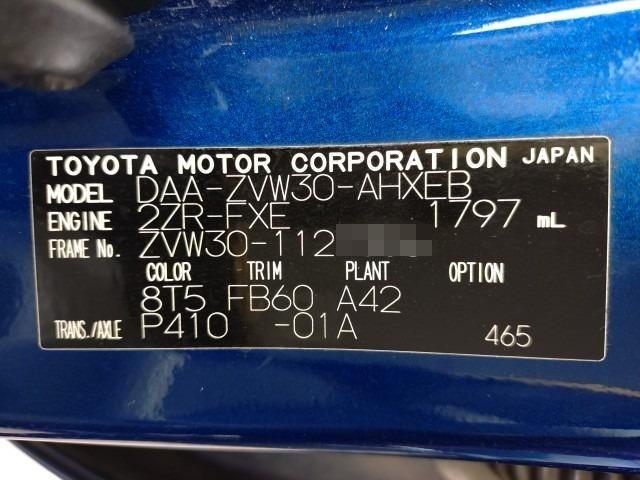 TOYOTA MOTOR CORPORATION JAPAN
MODEL DAA-ZVW30-AHXEB
ENGINE 2ZR-FXE 1797 mL
FRAME No. ZVW30-112
COLOR TRIM PLANT OPTION
8T5 FB60 A42
TRANS./AXLE P410 -01A 465